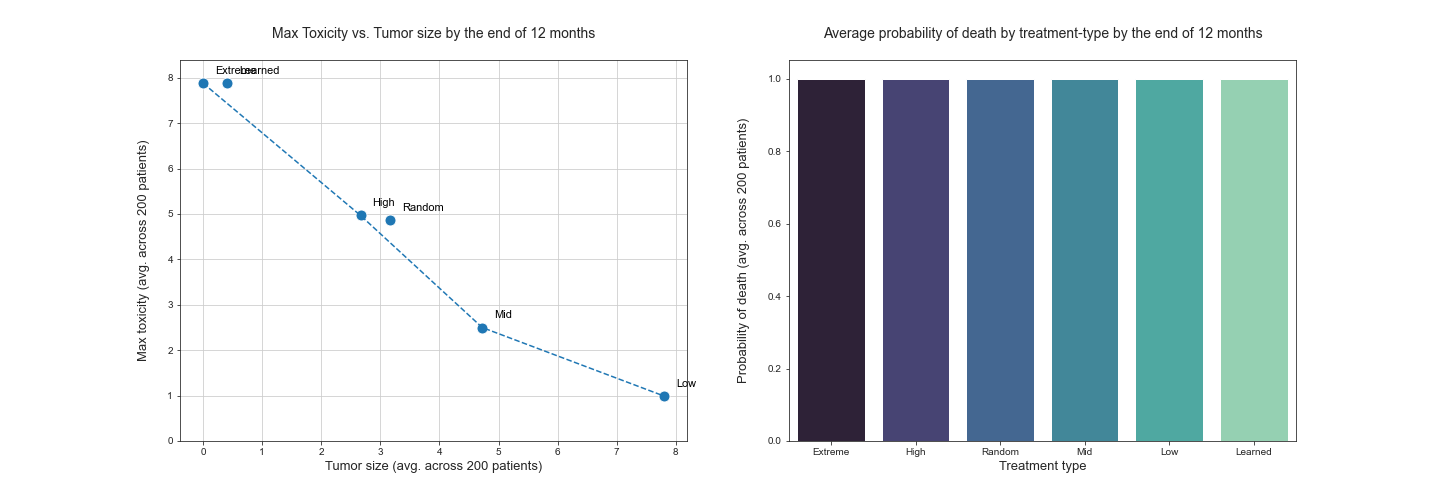 Max Toxicity vs. Tumor size by the end of 12 months
Extreme
Learned
High
Random
Mid
Low
8
7
6
5
4
3
2
1
0
Max toxicity (avg. across 200 patients)
0 1 2 3 4 5 6 7 8
Tumor size (avg. across 200 patients)
Average probability of death by treatment-type by the end of 12 months
1.0
0.8
0.6
0.4
0.2
0.0
Probability of death (avg. across 200 patients)
Extreme High Random Mid Low Learned
Treatment type